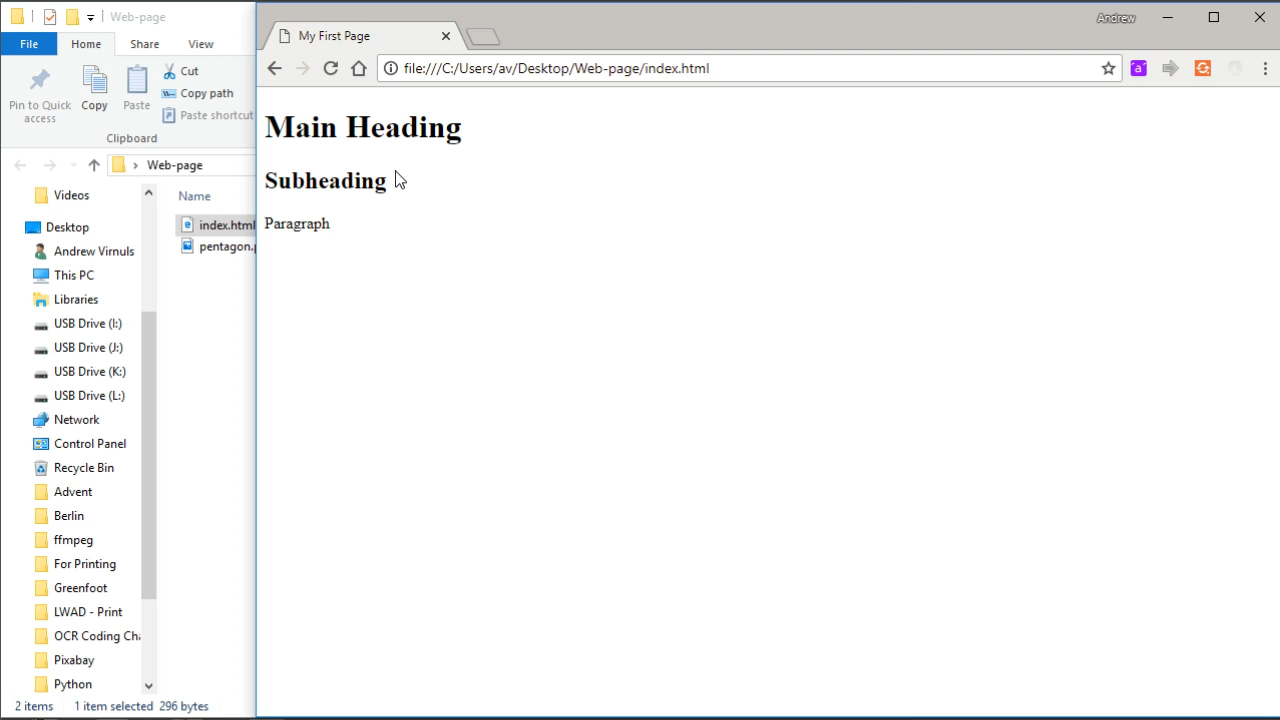 Web-page
File Home Share View
Pin to Quick access
Copy
Paste
Cut
Copy path
Paste shortcut
Clipboard
Web-page
Videos
Desktop
Andrew Virnuls
This PC
Libraries
USB Drive (I:)
USB Drive (J:)
USB Drive (K:)
USB Drive (L:)
Network
Control Panel
Recycle Bin
Advent
Berlin
ffmpeg
For Printing
Greenfoot
LWAD - Print
OCR Coding Cha
Pixabay
Python
Name
index.html
pentagon.p
2 items 1 item selected 296 bytes
My First Page
Andrew
file:///C:/Users/av/Desktop/Web-page/index.html
Main Heading
Subheading
Paragraph